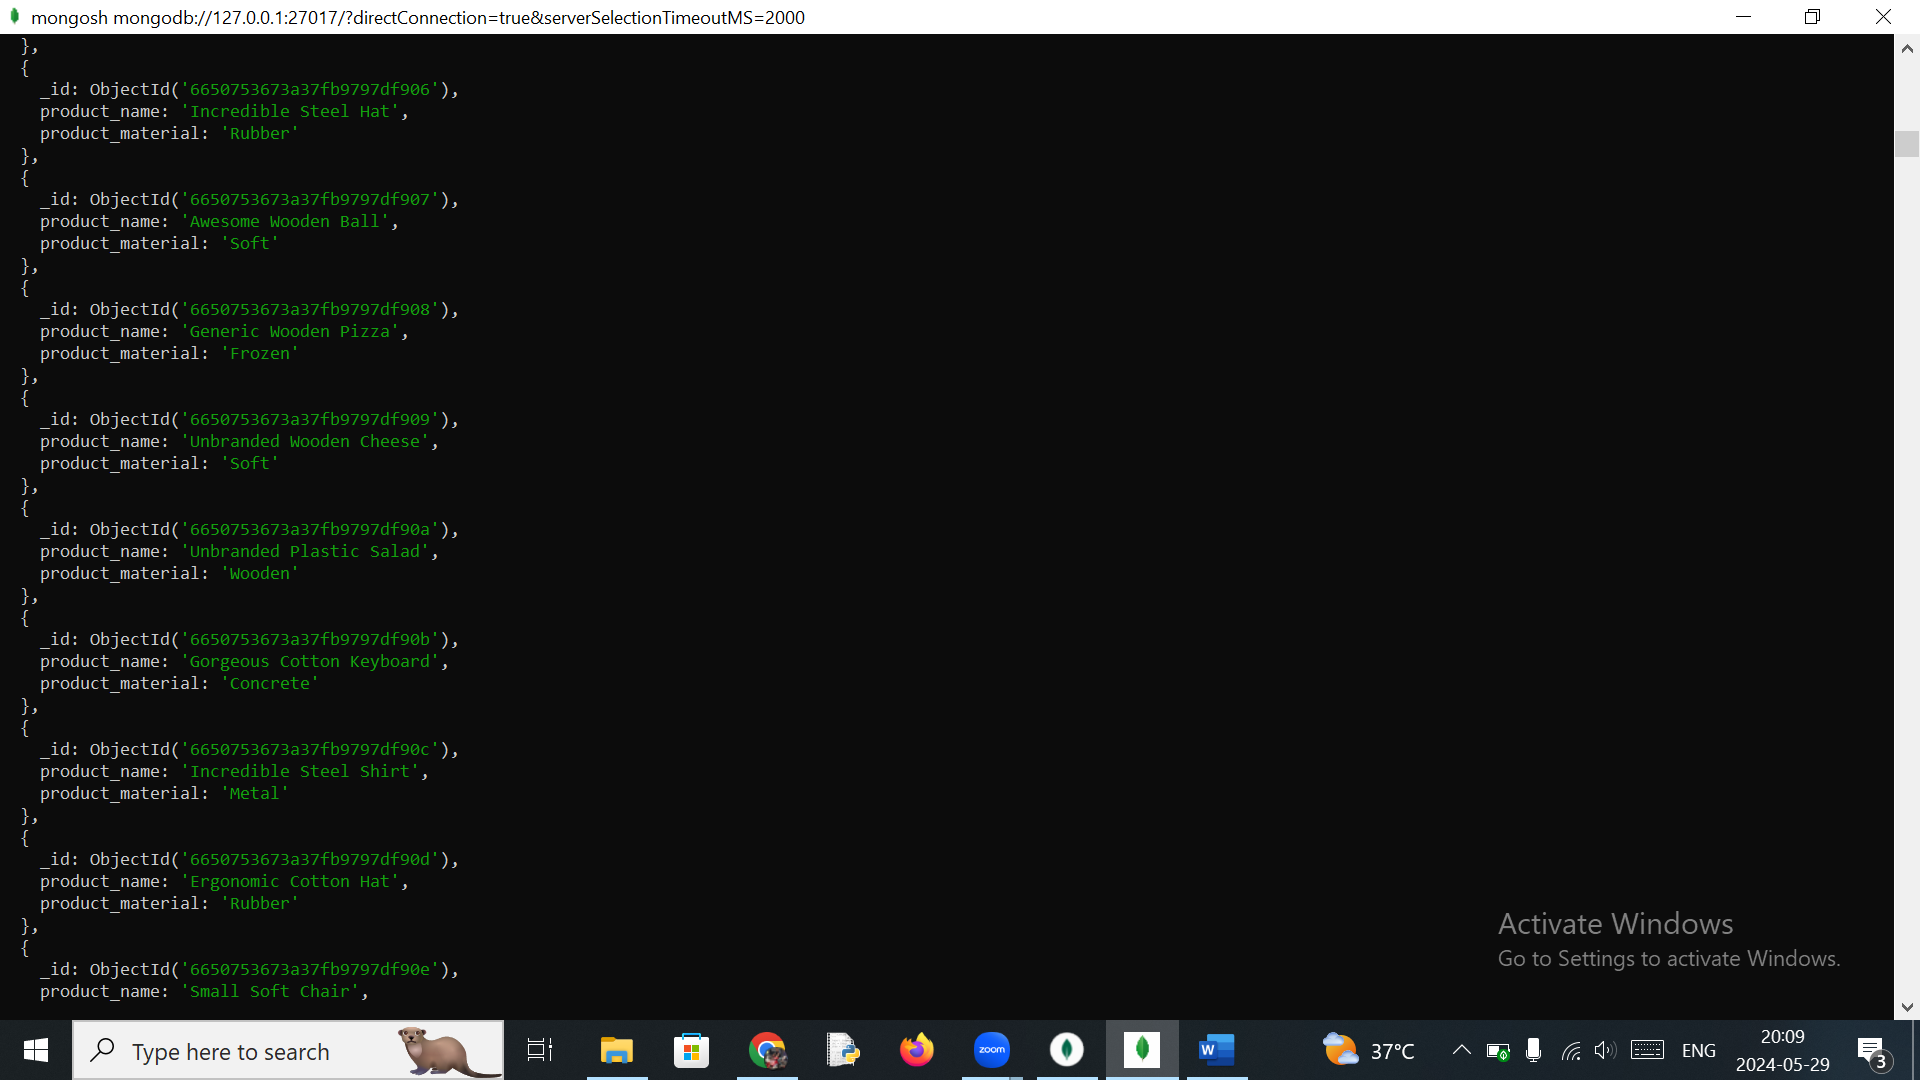 mongosh mongodb://127.0.0.1:27017/?directConnection=true&serverSelectionTimeoutMS=2000
},
{
_id: ObjectId('6650753673a37fb9797df906'),
product_name: 'Incredible Steel Hat',
product_material: 'Rubber'
},
{
_id: ObjectId('6650753673a37fb9797df907'),
product_name: 'Awesome Wooden Ball',
product_material: 'Soft'
},
{
_id: ObjectId('6650753673a37fb9797df908'),
product_name: 'Generic Wooden Pizza',
product_material: 'Frozen'
},
{
_id: ObjectId('6650753673a37fb9797df909'),
product_name: 'Unbranded Wooden Cheese',
product_material: 'Soft'
},
{
_id: ObjectId('6650753673a37fb9797df90a'),
product_name: 'Unbranded Plastic Salad',
product_material: 'Wooden'
},
{
_id: ObjectId('6650753673a37fb9797df90b'),
product_name: 'Gorgeous Cotton Keyboard',
product_material: 'Concrete'
},
{
_id: ObjectId('6650753673a37fb9797df90c'),
product_name: 'Incredible Steel Shirt',
product_material: 'Metal'
},
{
_id: ObjectId('6650753673a37fb9797df90d'),
product_name: 'Ergonomic Cotton Hat',
product_material: 'Rubber'
},
{
_id: ObjectId('6650753673a37fb9797df90e'),
product_name: 'Small Soft Chair',
Activate Windows
Go to Settings to activate Windows.
Type here to search
zoom
W
37°C
ENG
20:09
2024-05-29
3